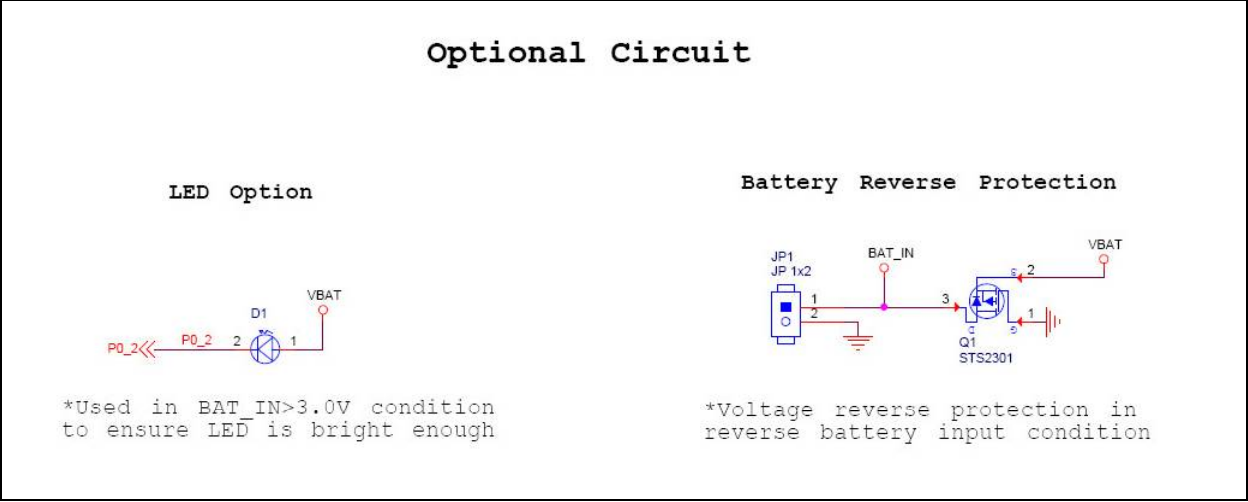 Optional Circuit
LED Option
VBAT
D1
P0_2
P0_2
2
1
*Used in BAT_IN>3.0V condition
to ensure LED is bright enough
Battery Reverse Protection
JP1
JP 1x2
BAT_IN
VBAT
1
2
3
S
2
1
D
G
Q1
STS2301
*Voltage reverse protection in
reverse battery input condition